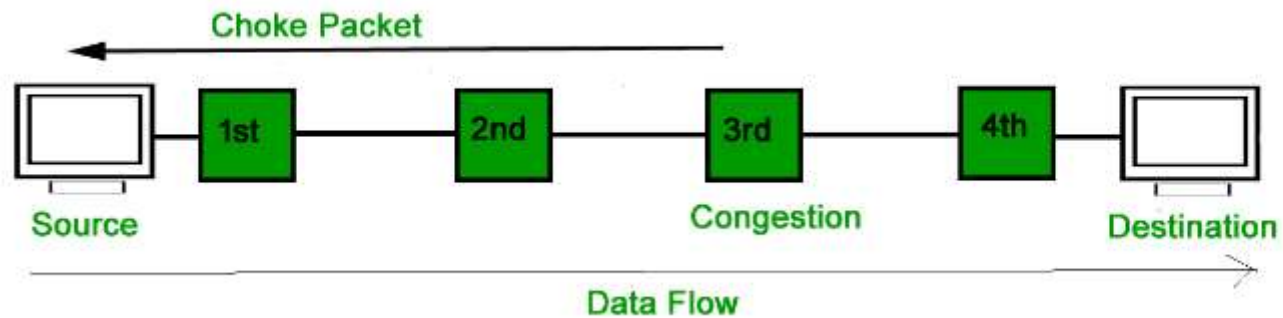 Choke Packet
1st
2nd
3rd
4th
Source
Congestion
Destination
Data Flow